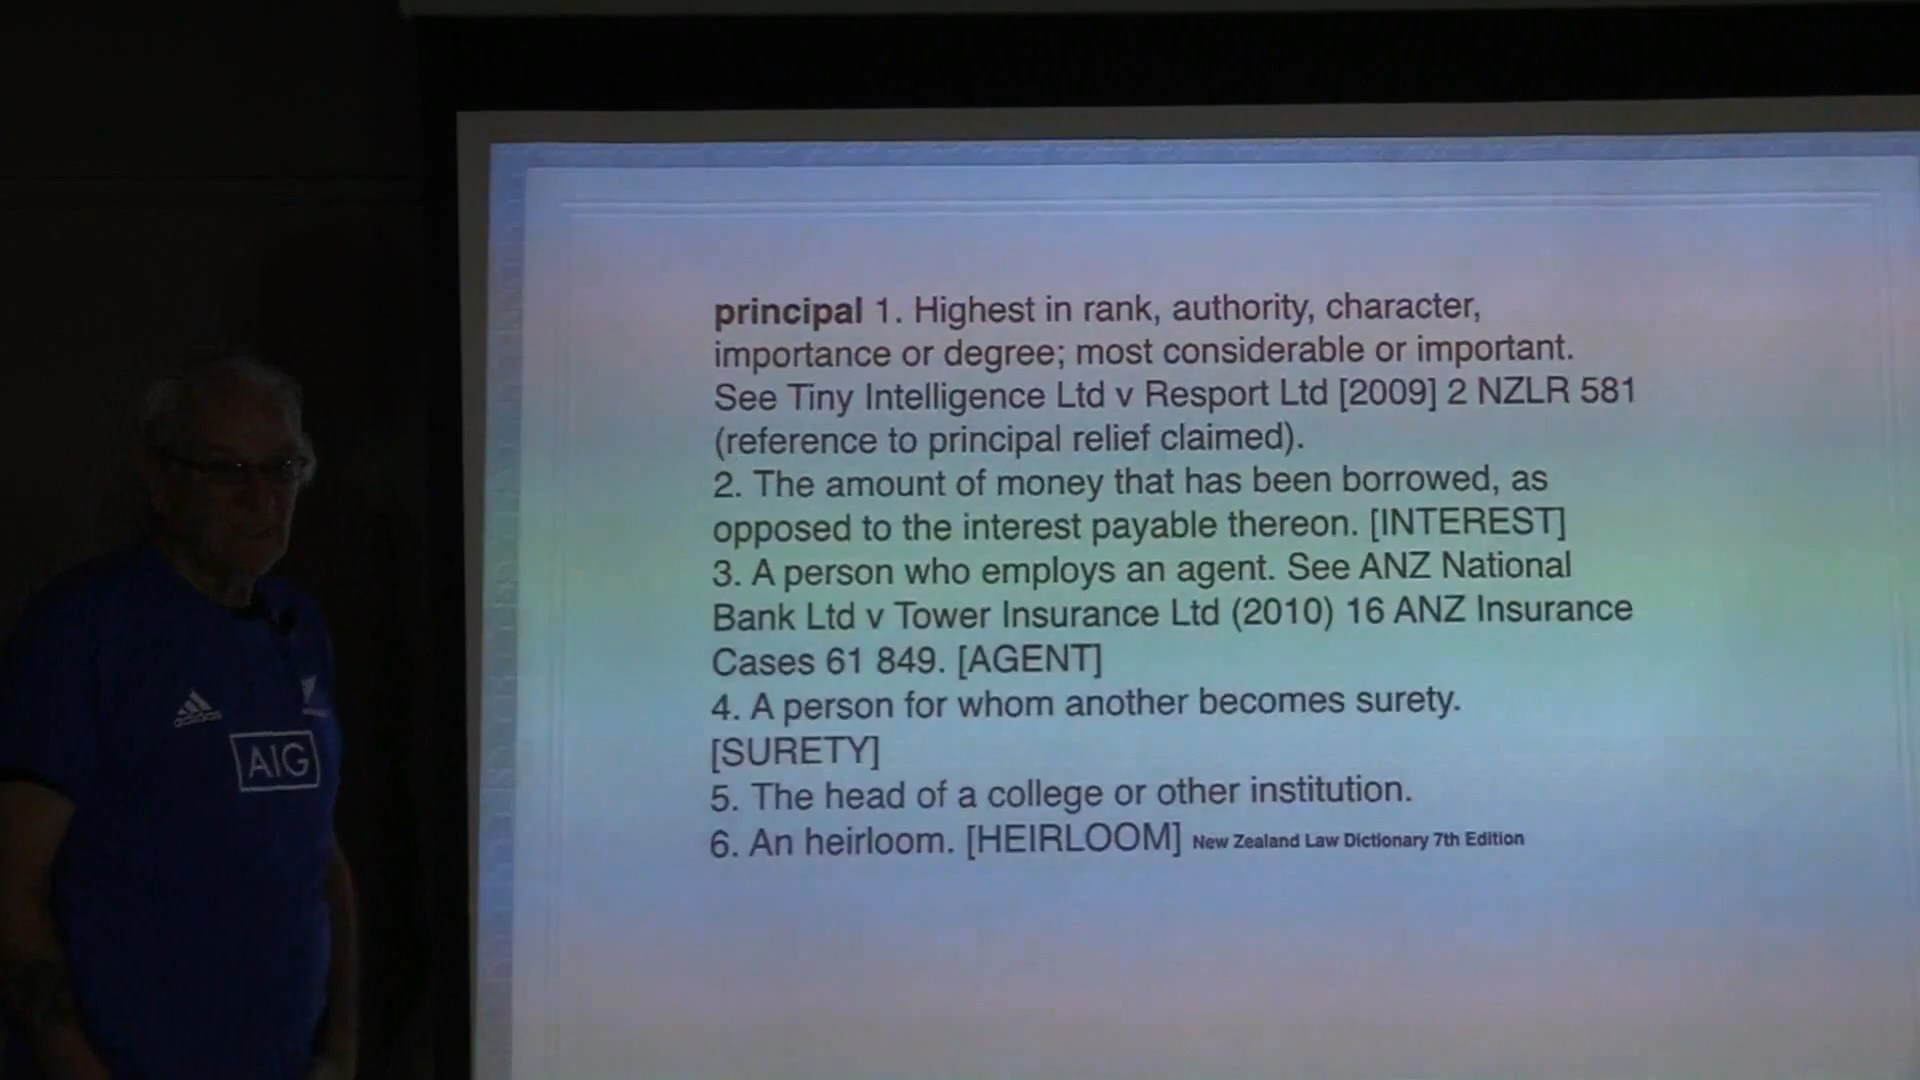 principal 1. Highest in rank, authority, character,
importance or degree; most considerable or important.
See Tiny Intelligence Ltd v Resport Ltd [2009] 2 NZLR 581
(reference to principal relief claimed).
2. The amount of money that has been borrowed, as
opposed to the interest payable thereon. [INTEREST]
3. A person who employs an agent. See ANZ National
Bank Ltd v Tower Insurance Ltd (2010) 16 ANZ Insurance
Cases 61 849. [AGENT]
4. A person for whom another becomes surety.
[SURETY]
5. The head of a college or other institution.
6. An heirloom. [HEIRLOOM] New Zealand Law Dictionary 7th Edition
adidas
AIG